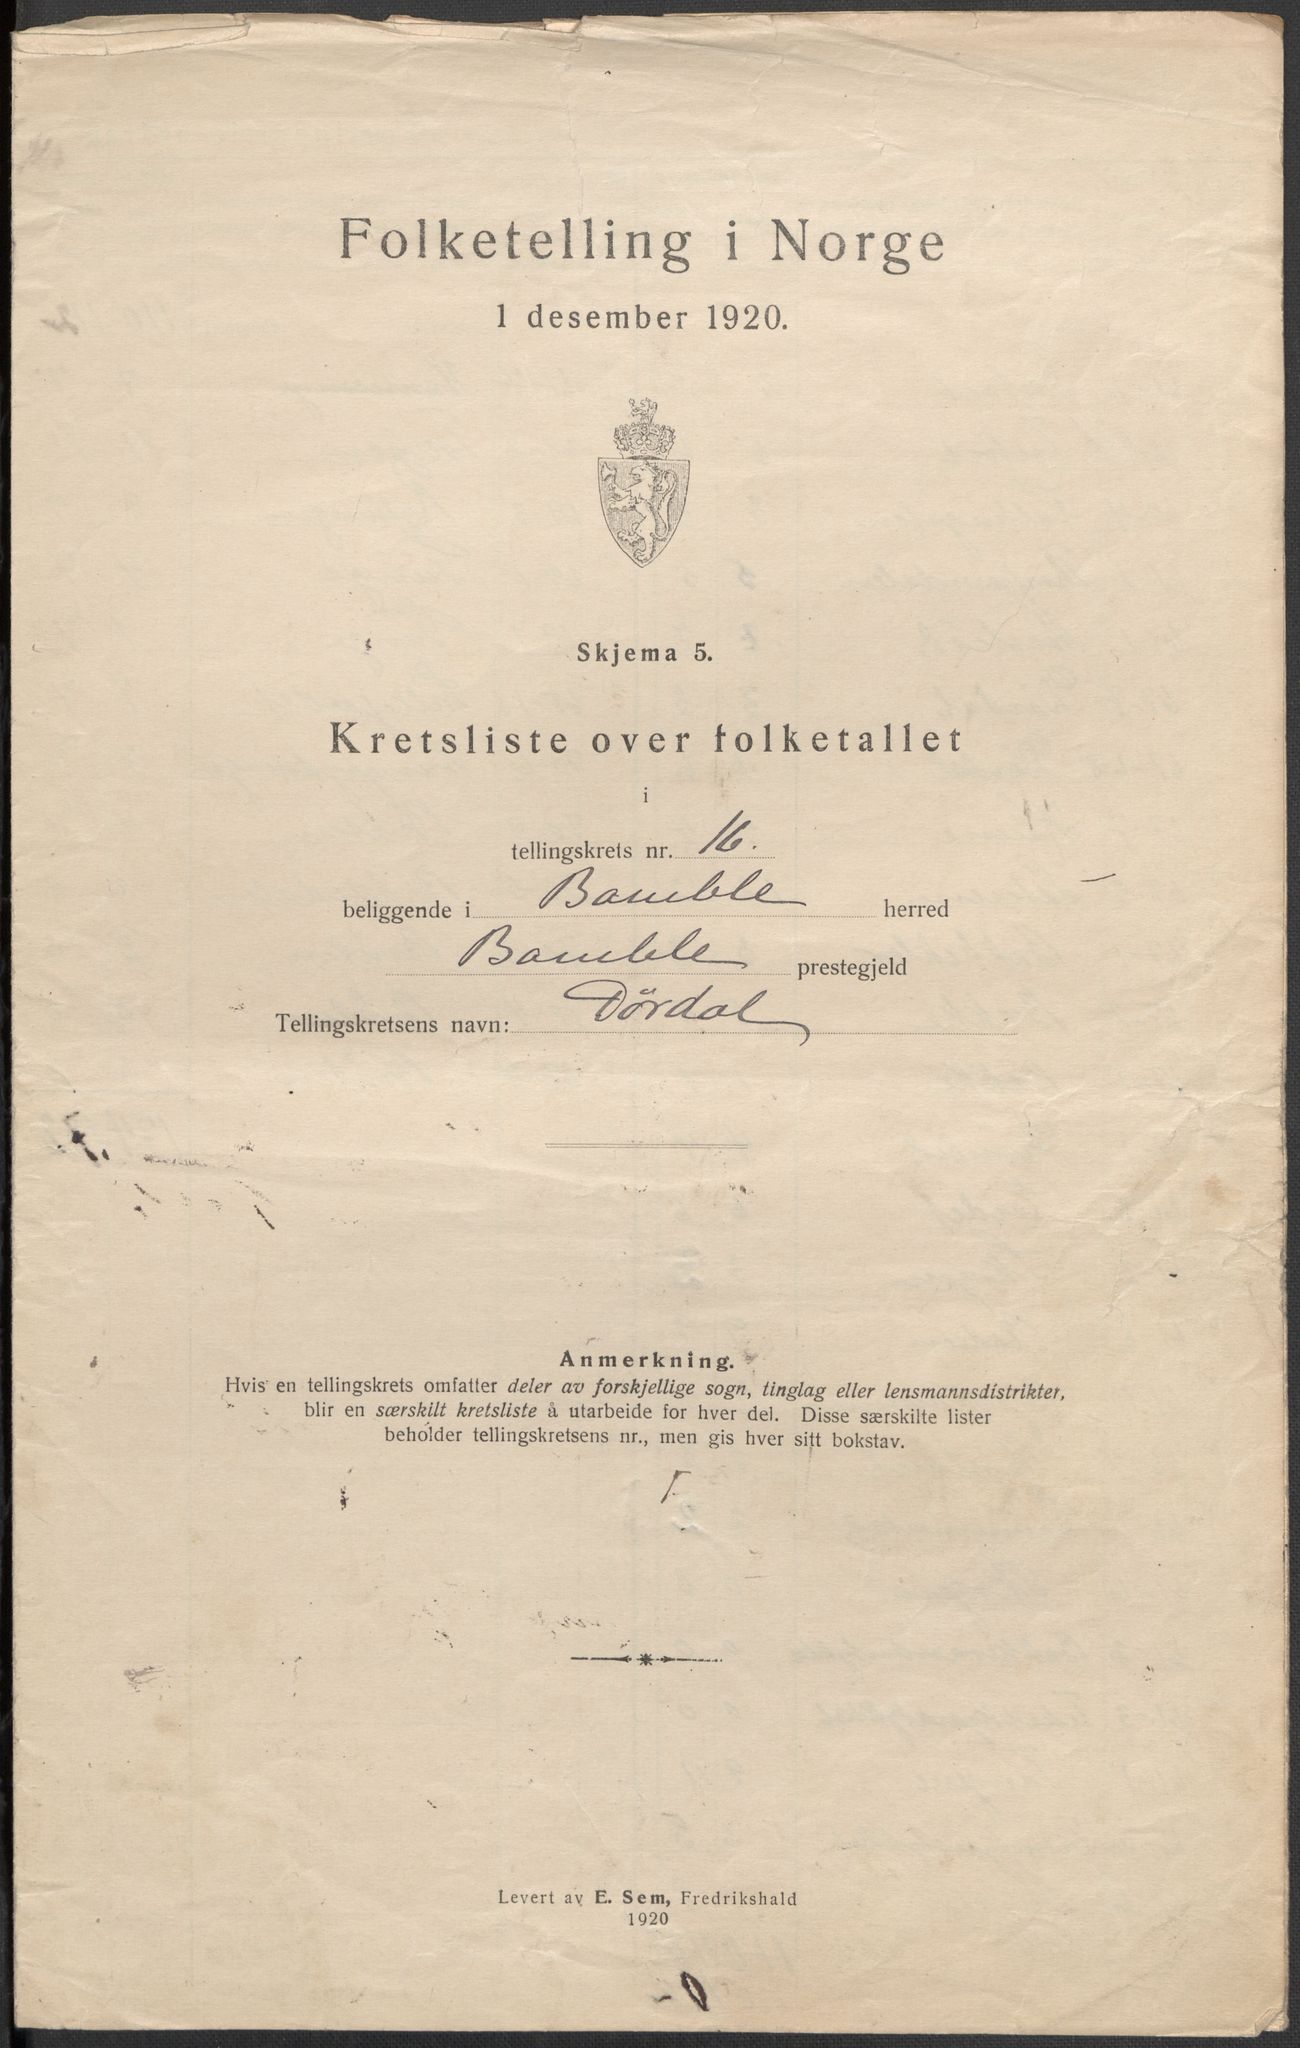 Folketelling i Norge
1 desember 1920.
Skjema 5.
Kretsliste over folketallet
i
tellingskrets nr. 16.
beliggende i Bamble herred
Bamble prestegjeld
Tellingskretsens navn: Dördal
Anmerkning.
Hvis en tellingskrets omfatter deler av forskjellige sogn, tinglag eller lensmannsdistrikter,
blir en særskilt kretsliste å utarbeide for hver del. Disse særskilte lister
beholder tellingskretsens nr., men gis hver sitt bokstav.
Levert av E. Sem, Fredrikshald
1920